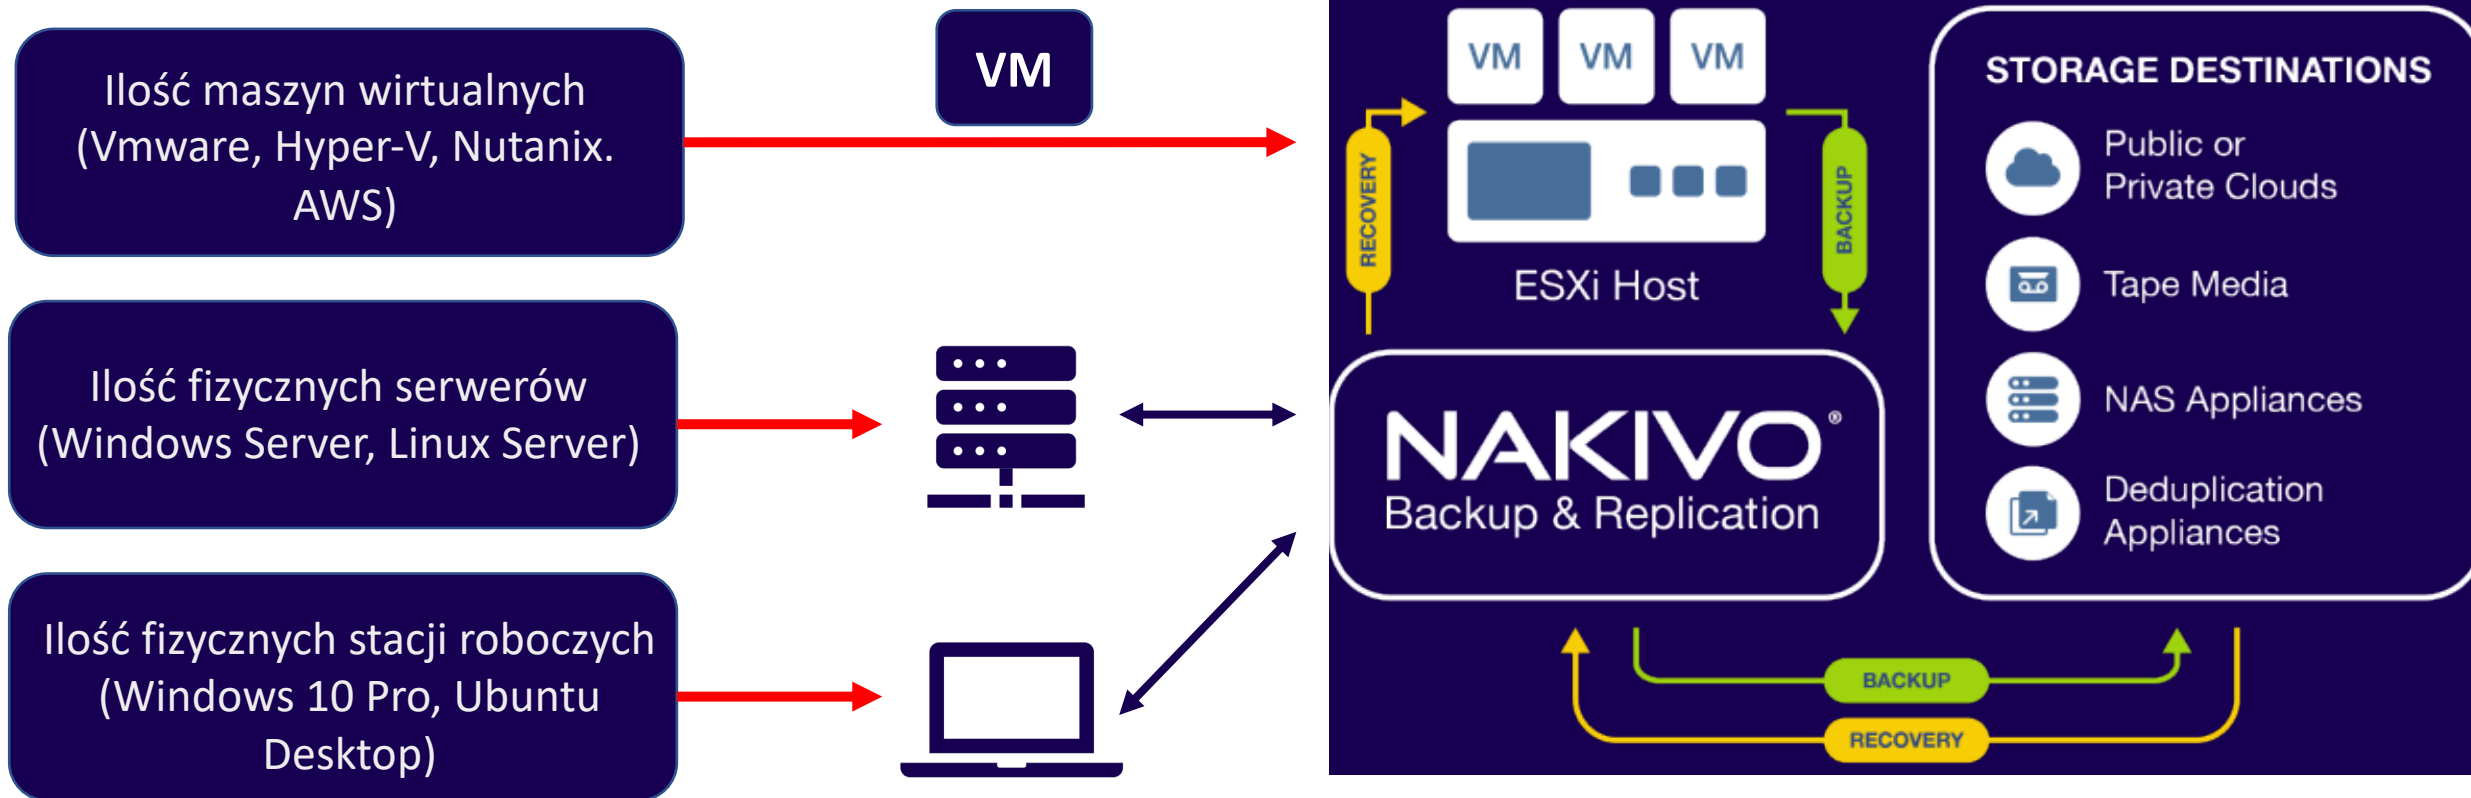 Ilość maszyn wirtualnych
(Vmware, Hyper-V, Nutanix.
AWS)
Ilość fizycznych serwerów
(Windows Server, Linux Server)
Ilość fizycznych stacji roboczych
(Windows 10 Pro, Ubuntu
Desktop)
VM
VM VM VM
RECOVERY
BACKUP
ESXi Host
NAKIVO®
Backup & Replication
STORAGE DESTINATIONS
Public or
Private Clouds
Tape Media
NAS Appliances
Deduplication
Appliances
BACKUP
RECOVERY